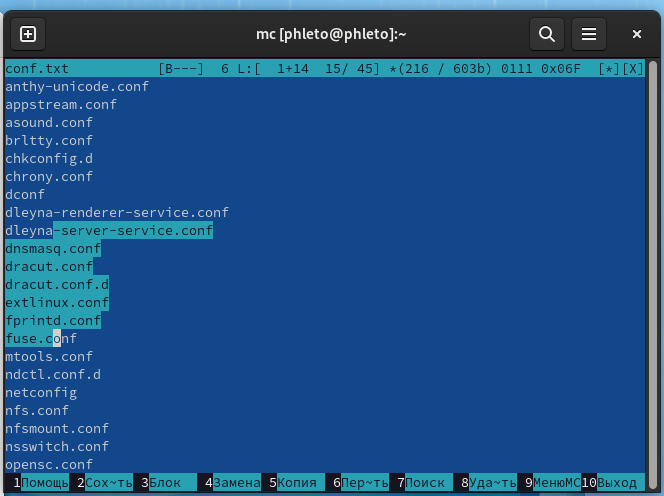 mc [phleto@phleto]:~
conf.txt [B---] 6 L:[ 1+14 15/ 45] *(216 / 603b) 0111 0x06F [*][X]
anthy-unicode.conf
appstream.conf
asound.conf
brltty.conf
chkconfig.d
chrony.conf
dconf
dleyna-renderer-service.conf
dleyna-server-service.conf
dnsmasq.conf
dracut.conf
dracut.conf.d
extlinux.conf
fprintd.conf
fuse.conf
mtools.conf
ndctl.conf.d
netconfig
nfs.conf
nfsmount.conf
nsswitch.conf
opensc.conf
1Помощь 2Сох~ть 3Блок 4Замена 5Копия 6Пер~ть 7Поиск 8Уда~ть 9МенюMC 10Выход